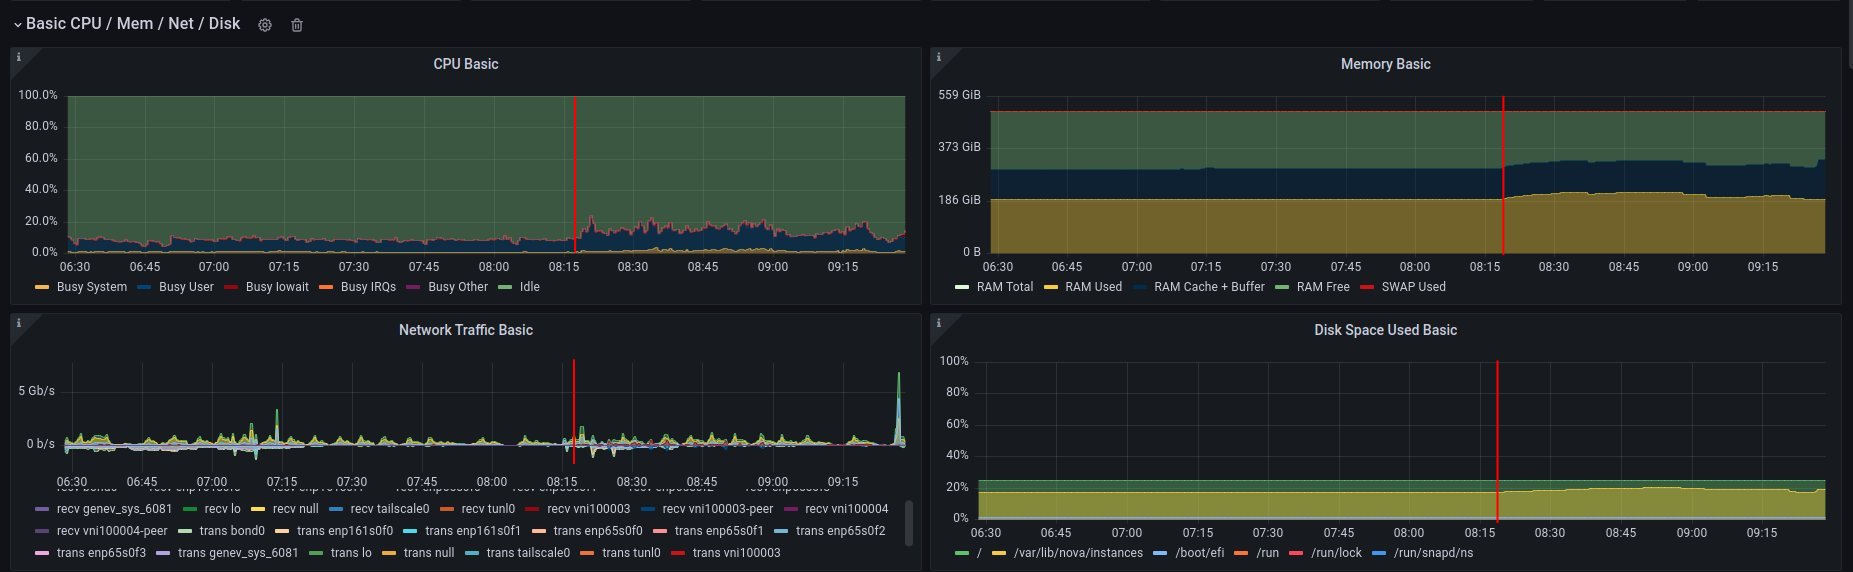 Basic CPU / Mem / Net / Disk
CPU Basic
100.0%
80.0%
60.0%
40.0%
20.0%
0.0%
06:30 06:45 07:00 07:15 07:30 07:45 08:00 08:15 08:30 08:45 09:00 09:15
Busy System Busy User Busy Iowait Busy IRQs Busy Other Idle
Memory Basic
559 GiB
373 GiB
186 GiB
0 B
06:30 06:45 07:00 07:15 07:30 07:45 08:00 08:15 08:30 08:45 09:00 09:15
RAM Total RAM Used RAM Cache + Buffer RAM Free SWAP Used
Network Traffic Basic
5 Gb/s
0 b/s
06:30 06:45 07:00 07:15 07:30 07:45 08:00 08:15 08:30 08:45 09:00 09:15
recv genev_sys_6081 recv lo recv null recv tailscale0 recv tunl0 recv vni100003 recv vni100003-peer recv vni100004
recv vni100004-peer trans bond0 trans enp161s0f0 trans enp161s0f1 trans enp65s0f0 trans enp65s0f1 trans enp65s0f2
trans enp65s0f3 trans genev_sys_6081 trans lo trans null trans tailscale0 trans tunl0 trans vni100003
Disk Space Used Basic
100%
80%
60%
40%
20%
0%
06:30 06:45 07:00 07:15 07:30 07:45 08:00 08:15 08:30 08:45 09:00 09:15
/ /var/lib/nova/instances /boot/efi /run /run/lock /run/snapd/ns